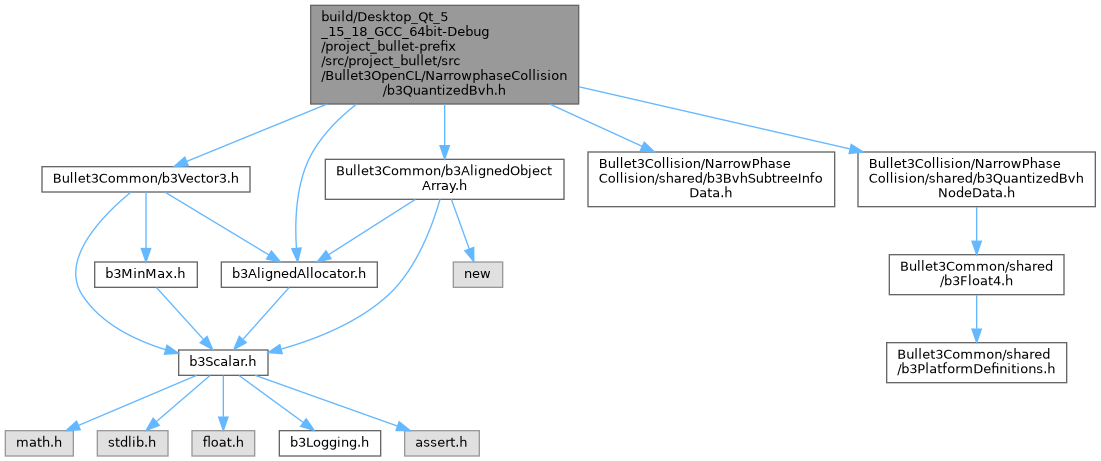 build/Desktop_Qt_5
_15_18_GCC_64bit-Debug
/project_bullet-prefix
/src/project_bullet/src
/Bullet3OpenCL/NarrowphaseCollision
/b3QuantizedBvh.h
Bullet3Common/b3Vector3.h
Bullet3Common/b3AlignedObject
Array.h
Bullet3Collision/NarrowPhase
Collision/shared/b3BvhSubtreeInfo
Data.h
Bullet3Collision/NarrowPhase
Collision/shared/b3QuantizedBvh
NodeData.h
b3MinMax.h
b3AlignedAllocator.h
new
Bullet3Common/shared
/b3Float4.h
b3Scalar.h
Bullet3Common/shared
/b3PlatformDefinitions.h
math.h
stdlib.h
float.h
b3Logging.h
assert.h